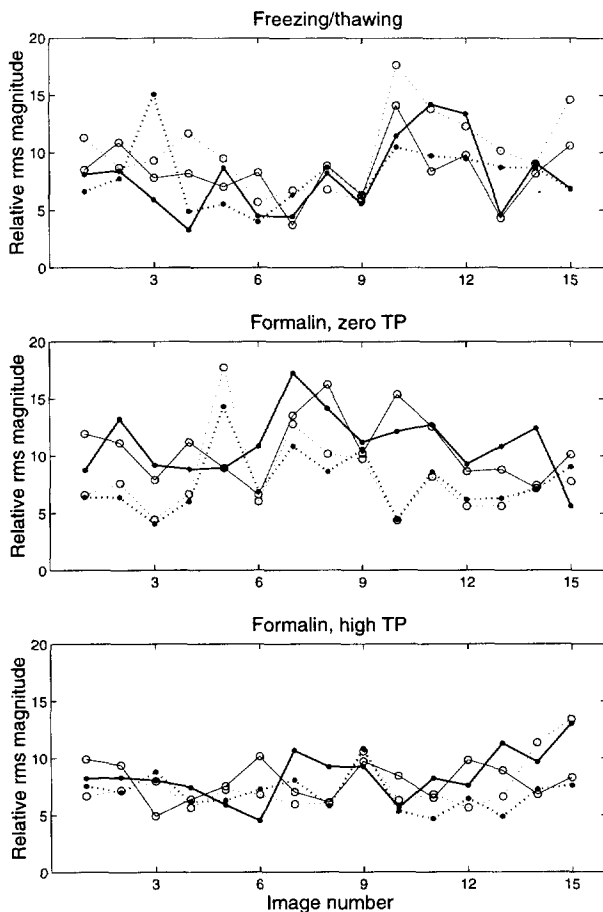 Freezing/thawing
20
15
10
5
0
Relative rms magnitude
3 6 9 12 15
Formalin, zero TP
20
15
10
5
0
Relative rms magnitude
3 6 9 12 15
Formalin, high TP
20
15
10
5
0
Relative rms magnitude
3 6 9 12 15
Image number